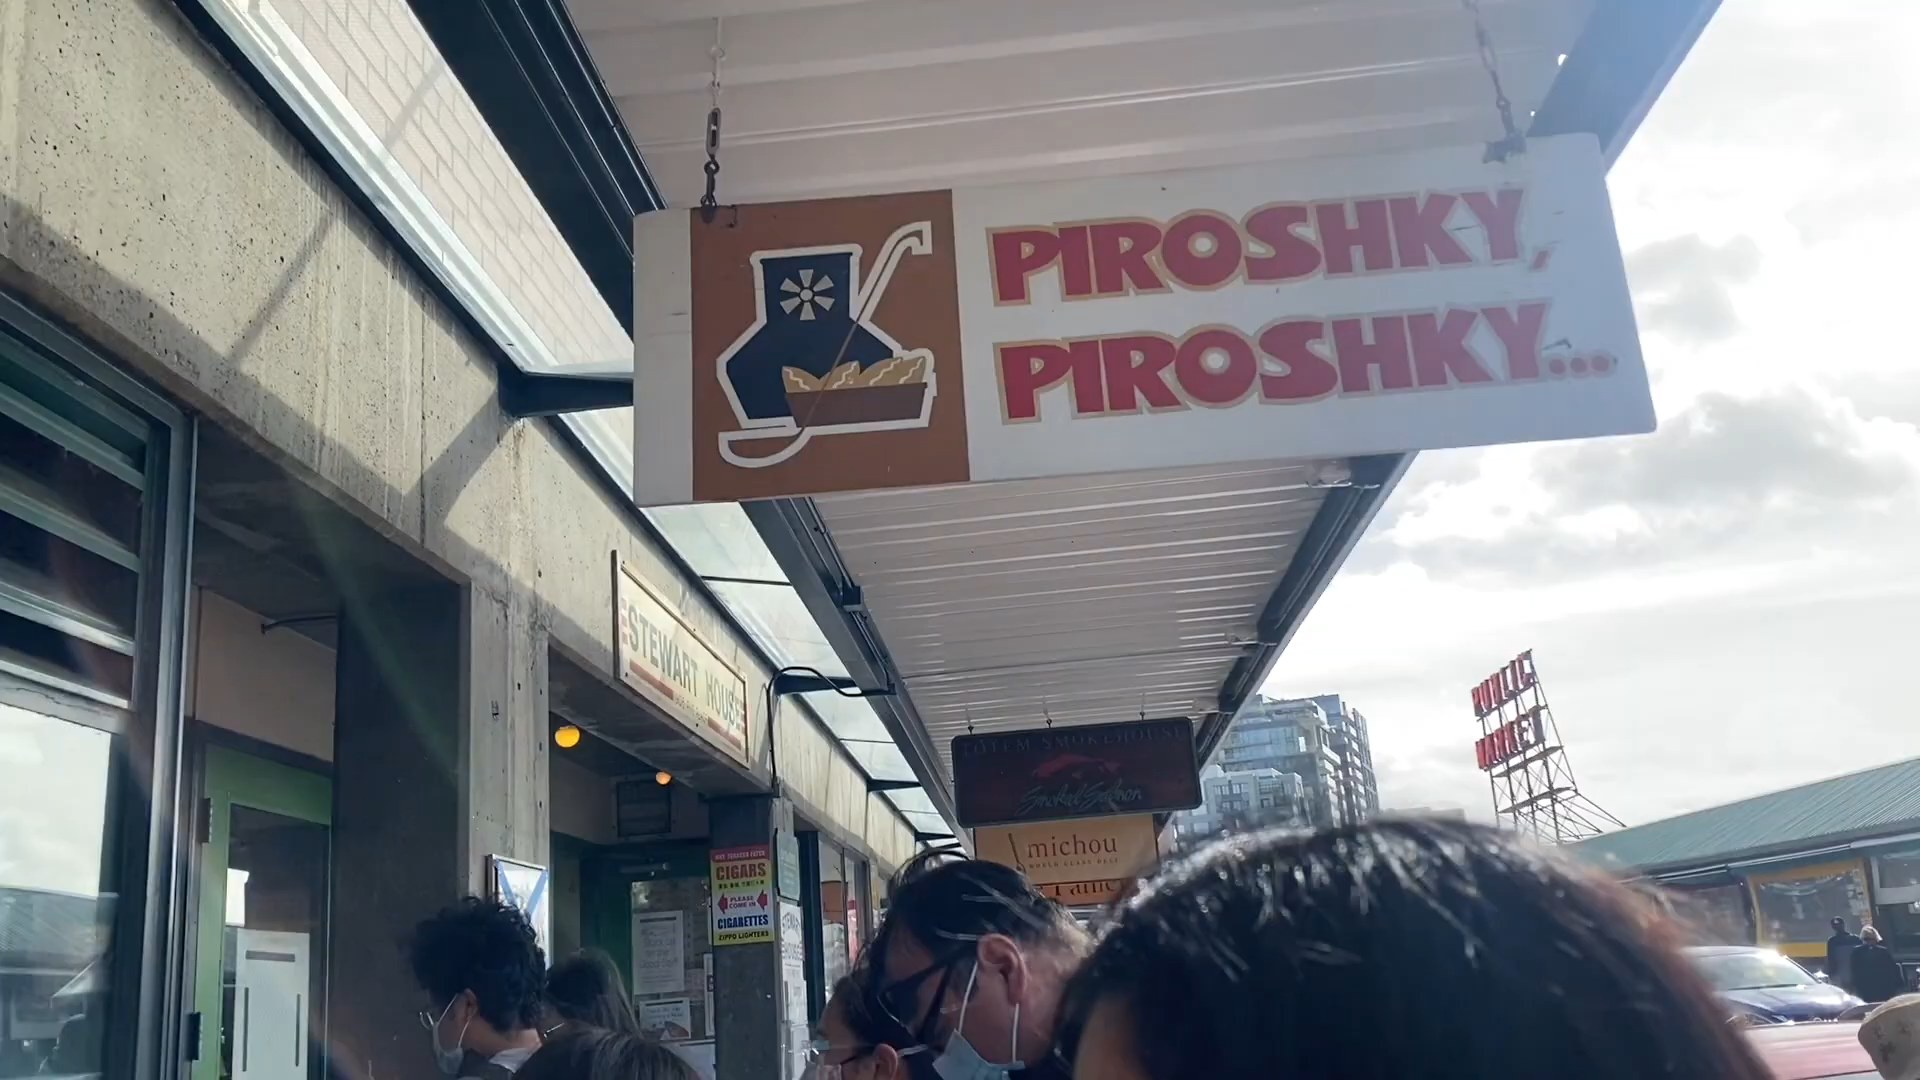 PIROSHKY,
PIROSHKY...
STEWART HOUSE
TOTEM SMOKEHOUSE
Smoked Salmon
michou
PUBLIC
MARKET
CIGARS
PLEASE
COME IN
CIGARETTES
ZIPPO LIGHTERS